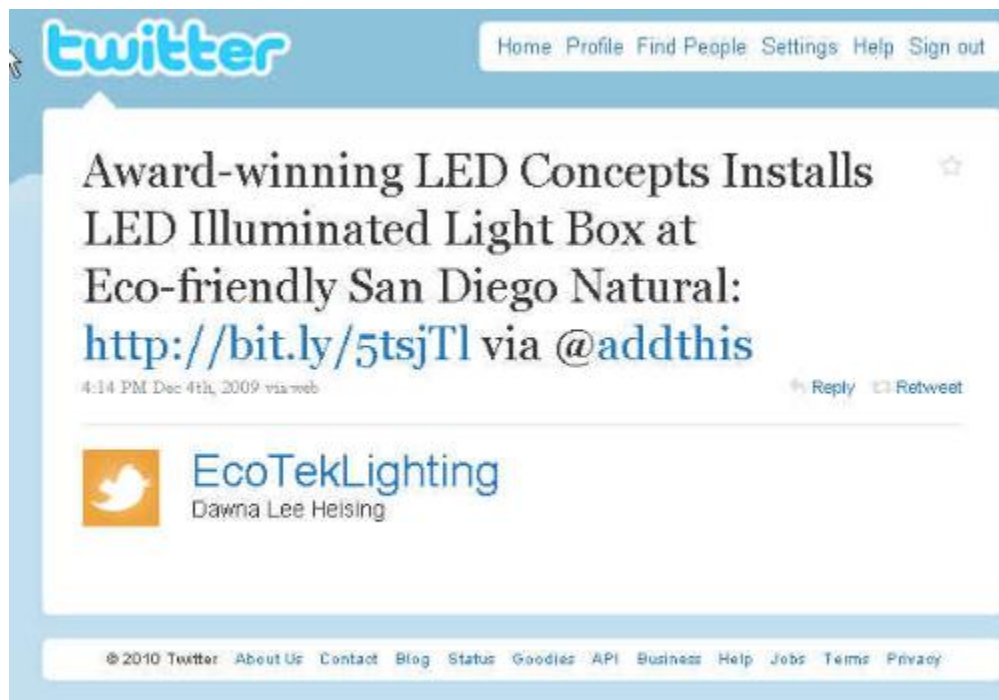 twitter
Home Profile Find People Settings Help Sign out
Award-winning LED Concepts Installs
LED Illuminated Light Box at
Eco-friendly San Diego Natural:
http://bit.ly/5tsjTl via @addthis
4:14 PM Dec 4th, 2009 via web
Reply Retweet
EcoTekLighting
Dawna Lee Heising
© 2010 Twitter About Us Contact Blog Status Goodies API Business Help Jobs Terms Privacy